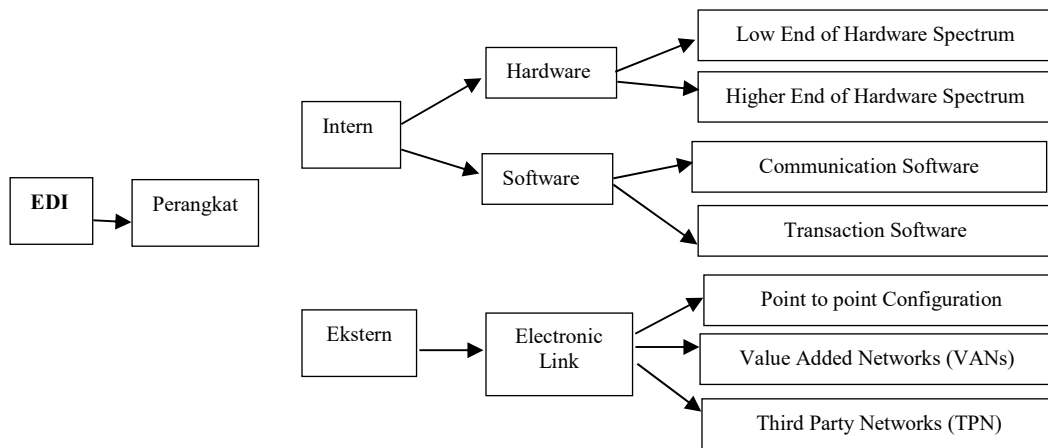 EDI
Perangkat
Intern
Hardware
Low End of Hardware Spectrum
Higher End of Hardware Spectrum
Software
Communication Software
Transaction Software
Ekstern
Electronic
Link
Point to point Configuration
Value Added Networks (VANs)
Third Party Networks (TPN)